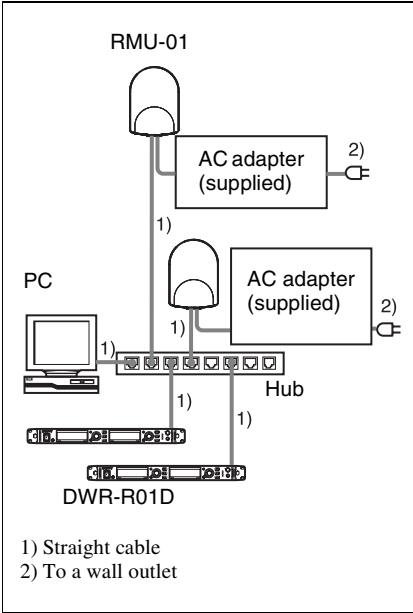 RMU-01
AC adapter
(supplied)
2)
1)
AC adapter
(supplied)
2)
PC
1)
1)
Hub
1)
1)
DWR-R01D
1) Straight cable
2) To a wall outlet